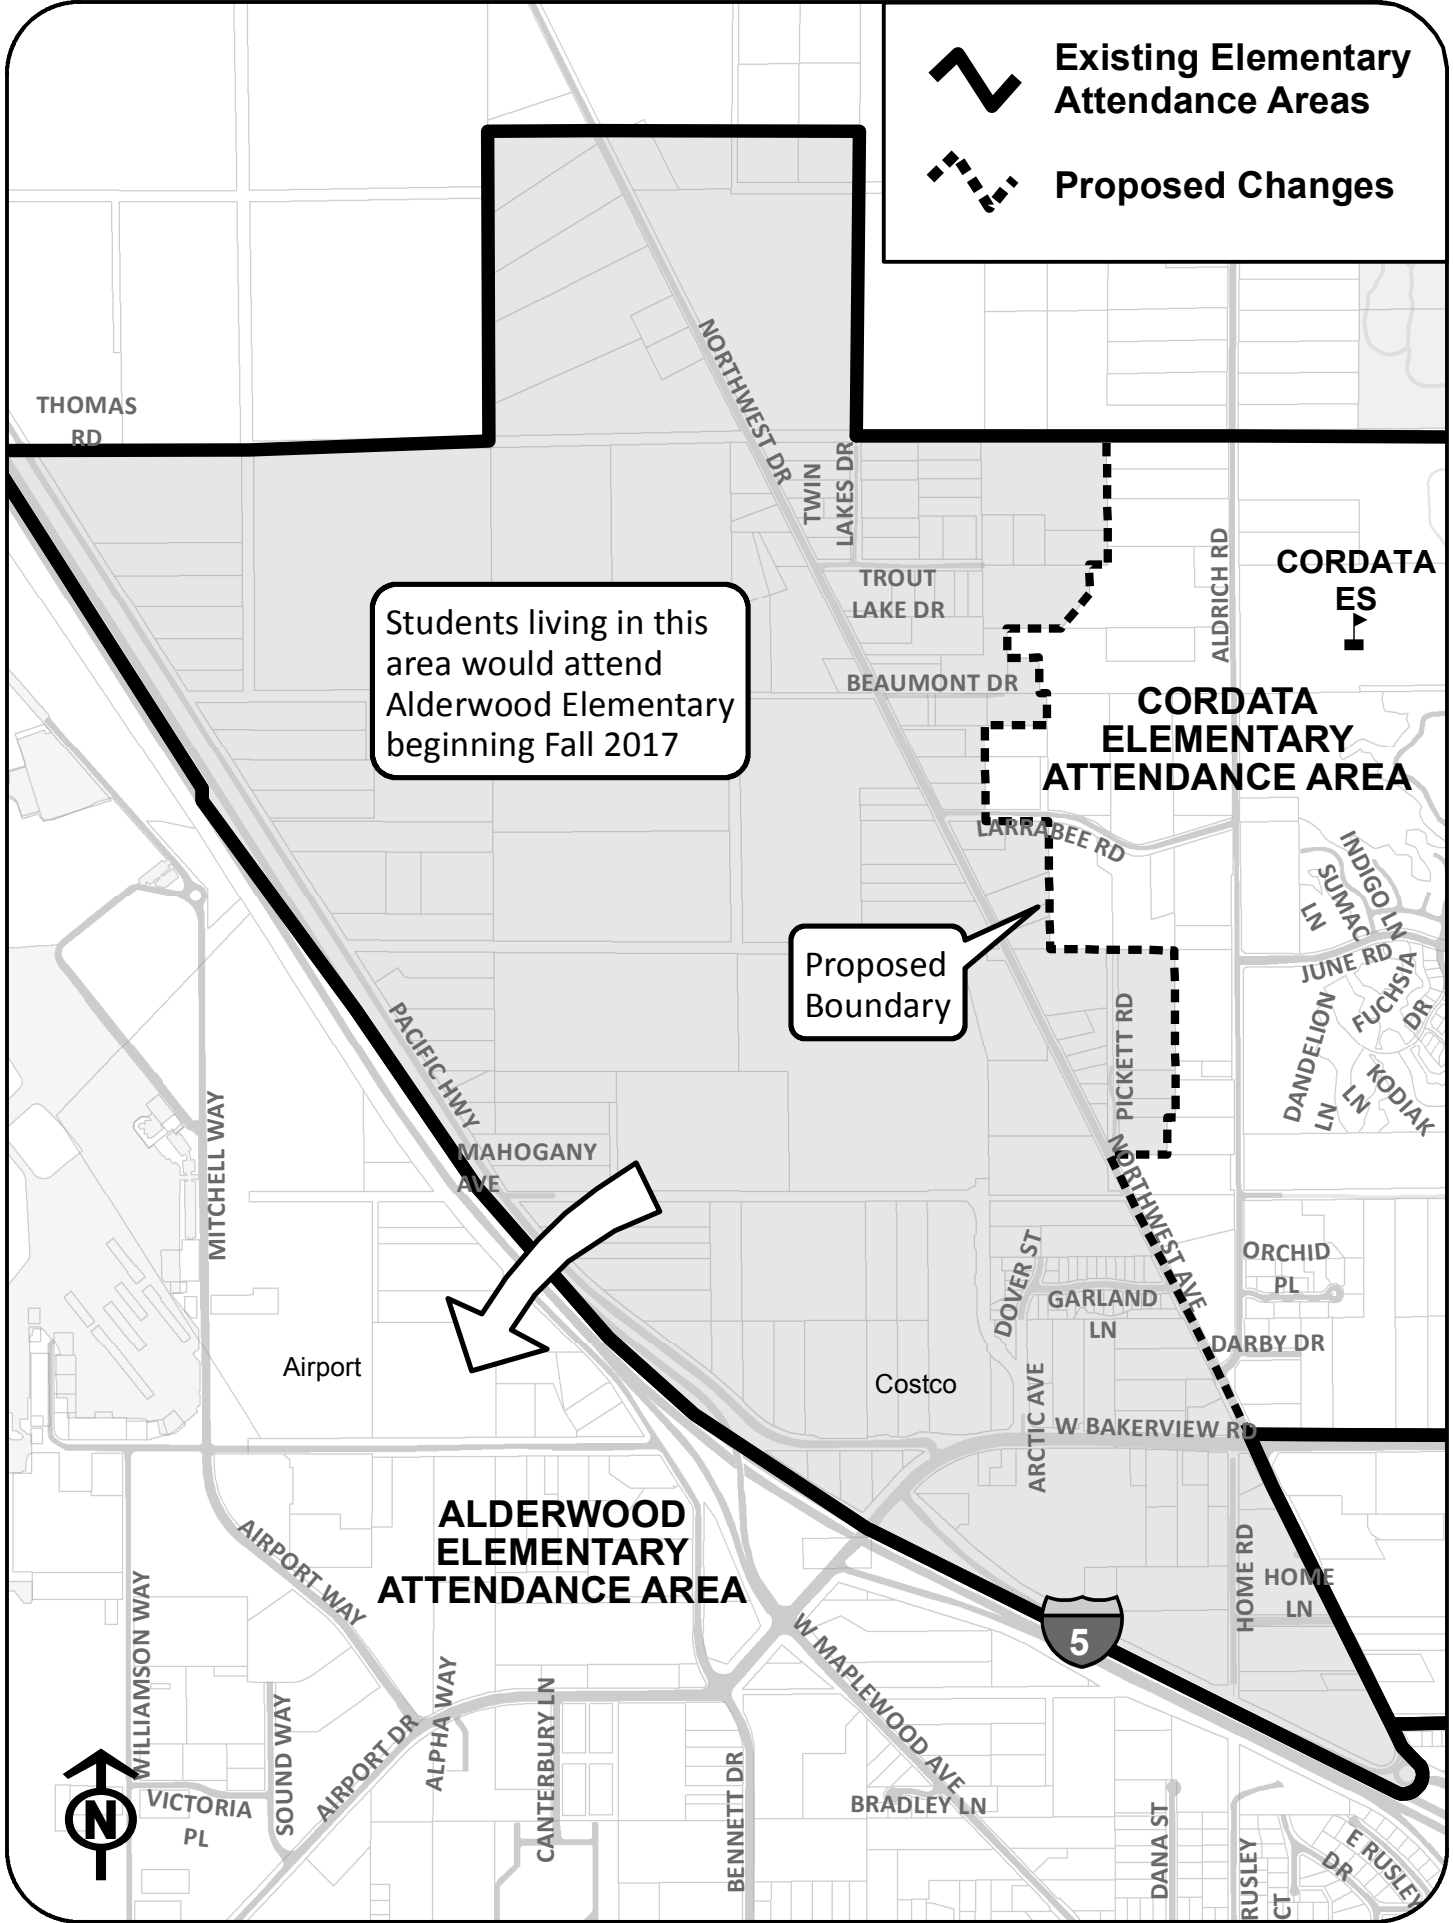 Existing Elementary
Attendance Areas
Proposed Changes
NORTHWEST DR
THOMAS
RD
TWIN
LAKES DR
TROUT
LAKE DR
ALDRICH RD
CORDATA
ES
Students living in this
area would attend
Alderwood Elementary
beginning Fall 2017
BEAUMONT DR
CORDATA
ELEMENTARY
ATTENDANCE AREA
LARRABEE RD
INDIGO LN
SUMAC
LN
JUNE RD
FUCHSIA
DR
Proposed
Boundary
PICKETT RD
DANDELION
LN
KODIAK
LN
PACIFIC HWY
MITCHELL WAY
MAHOGANY
AVE
NORTHWEST AVE
DOVER ST
GARLAND
LN
ORCHID
PL
DARBY DR
Airport
Costco
ARCTIC AVE
W BAKERVIEW RD
ALDERWOOD
ELEMENTARY
ATTENDANCE AREA
AIRPORT WAY
HOME RD
HOME
LN
5
WILLIAMSON WAY
W MAPLEWOOD AVE
SOUND WAY
AIRPORT DR
ALPHA WAY
CANTERBURY LN
BENNETT DR
BRADLEY LN
VICTORIA
PL
N
DANA ST
RUSLEY
CT
E RUSLEY
DR